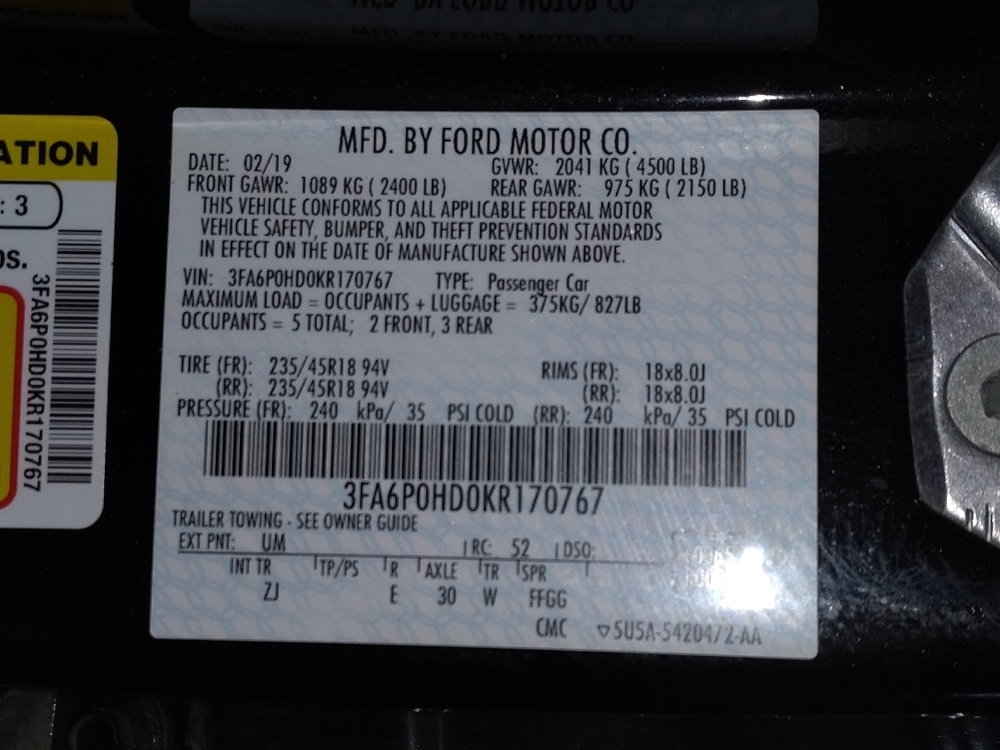 MFD. BY FORD MOTOR CO.
MFD. BY FORD MOTOR CO.
DATE: 02/19 GVWR: 2041 KG ( 4500 LB)
FRONT GAWR: 1089 KG ( 2400 LB) REAR GAWR: 975 KG ( 2150 LB)
THIS VEHICLE CONFORMS TO ALL APPLICABLE FEDERAL MOTOR
VEHICLE SAFETY, BUMPER, AND THEFT PREVENTION STANDARDS
IN EFFECT ON THE DATE OF MANUFACTURE SHOWN ABOVE.
VIN: 3FA6P0HD0KR170767 TYPE: Passenger Car
MAXIMUM LOAD = OCCUPANTS + LUGGAGE = 375KG/ 827LB
OCCUPANTS = 5 TOTAL; 2 FRONT, 3 REAR
TIRE (FR): 235/45R18 94V RIMS (FR): 18x8.0J
(RR): 235/45R18 94V (RR): 18x8.0J
PRESSURE (FR): 240 kPa/ 35 PSI COLD (RR): 240 kPa/ 35 PSI COLD
3FA6P0HD0KR170767
TRAILER TOWING - SEE OWNER GUIDE
EXT PNT: UM RC: 52 DSO:
INT TR TP/PS R AXLE TR SPR
ZJ E 30 W FFGG
CMC ▽5U5A-5420472-AA
ATION
: 3
DS.
3FA6P0HD0KR170767